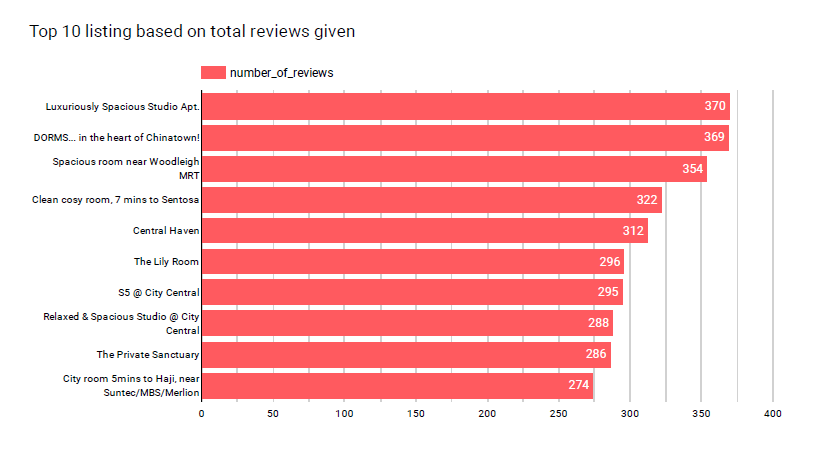 Top 10 listing based on total reviews given
number_of_reviews
Luxuriously Spacious Studio Apt.
370
DORMS... in the heart of Chinatown!
369
Spacious room near Woodleigh
MRT
354
Clean cosy room, 7 mins to Sentosa
322
Central Haven
312
The Lily Room
296
S5 @ City Central
295
Relaxed & Spacious Studio @ City
Central
288
The Private Sanctuary
286
City room 5mins to Haji, near
Suntec/MBS/Merlion
274
0 50 100 150 200 250 300 350 400